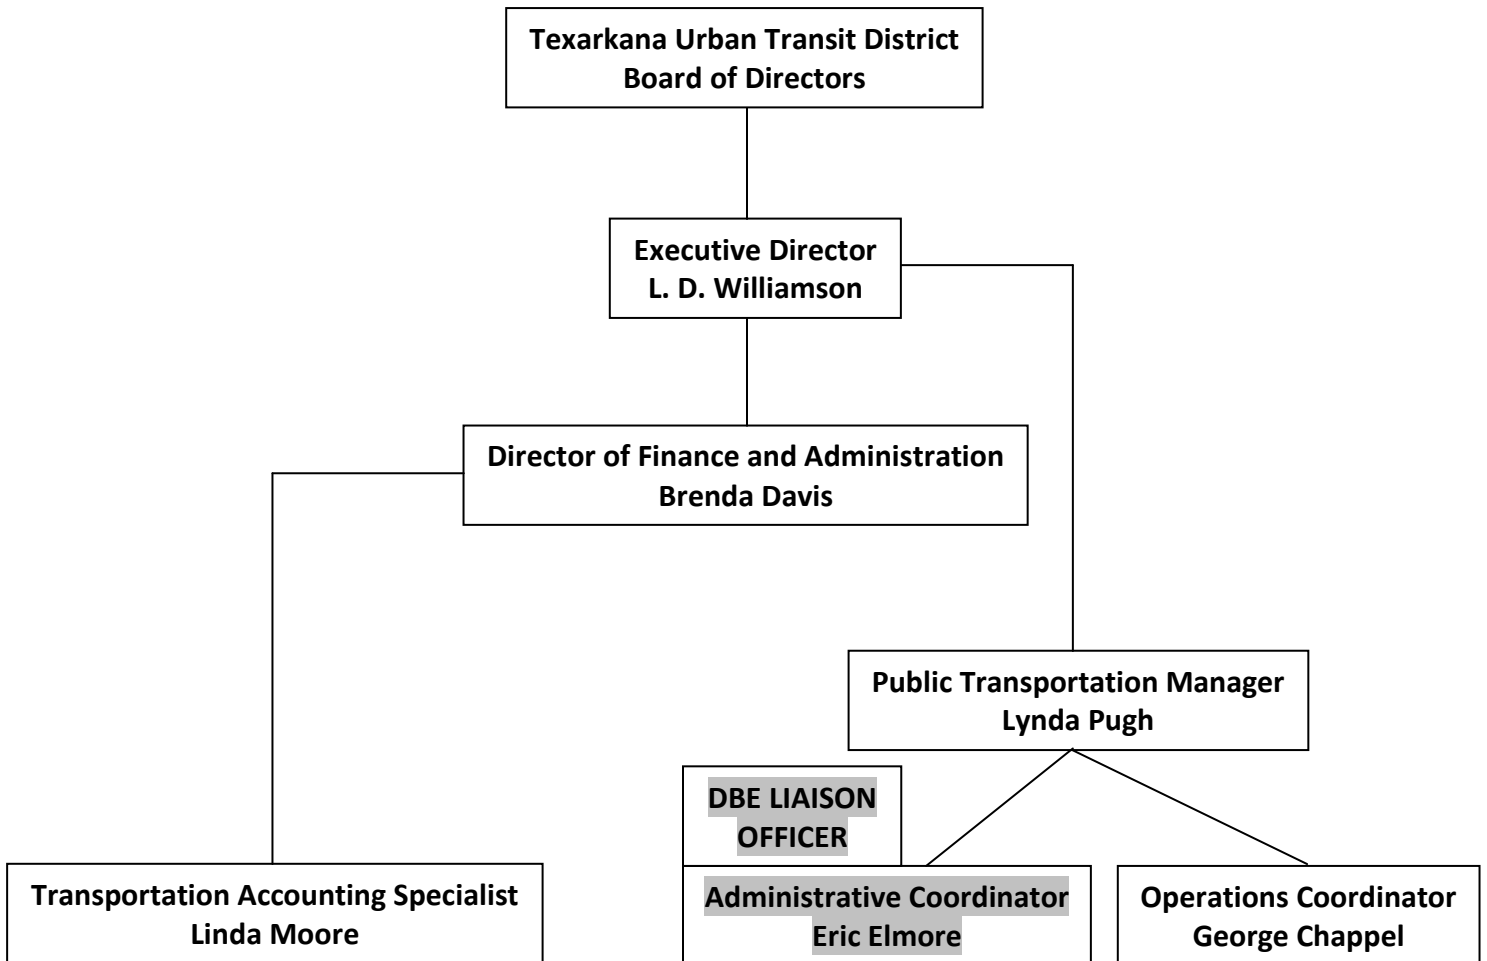 Texarkana Urban Transit District
Board of Directors
Executive Director
L. D. Williamson
Director of Finance and Administration
Brenda Davis
Public Transportation Manager
Lynda Pugh
DBE LIAISON
OFFICER
Transportation Accounting Specialist
Linda Moore
Administrative Coordinator
Eric Elmore
Operations Coordinator
George Chappel